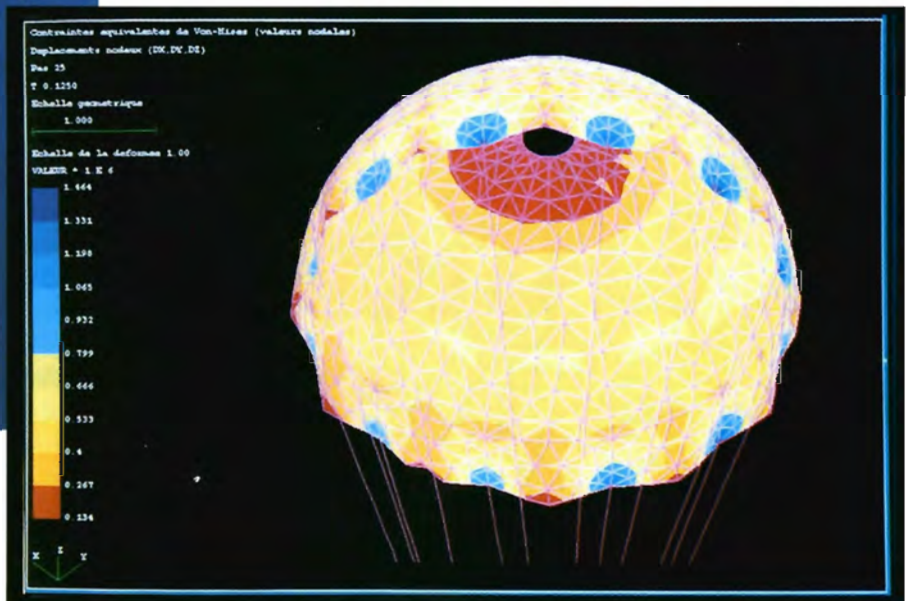 Contraintes equivalentes de Von-Mises (valeurs nodales)
Deplacements nodaux (DX,DY,DZ)
Pas 25
T 0.1250
Echelle geometrique
1.000
Echelle de la deformee 1.00
VALEUR * 1.E 6
1.464
1.331
1.198
1.065
0.932
0.799
0.666
0.533
0.4
0.267
0.134
X Z Y